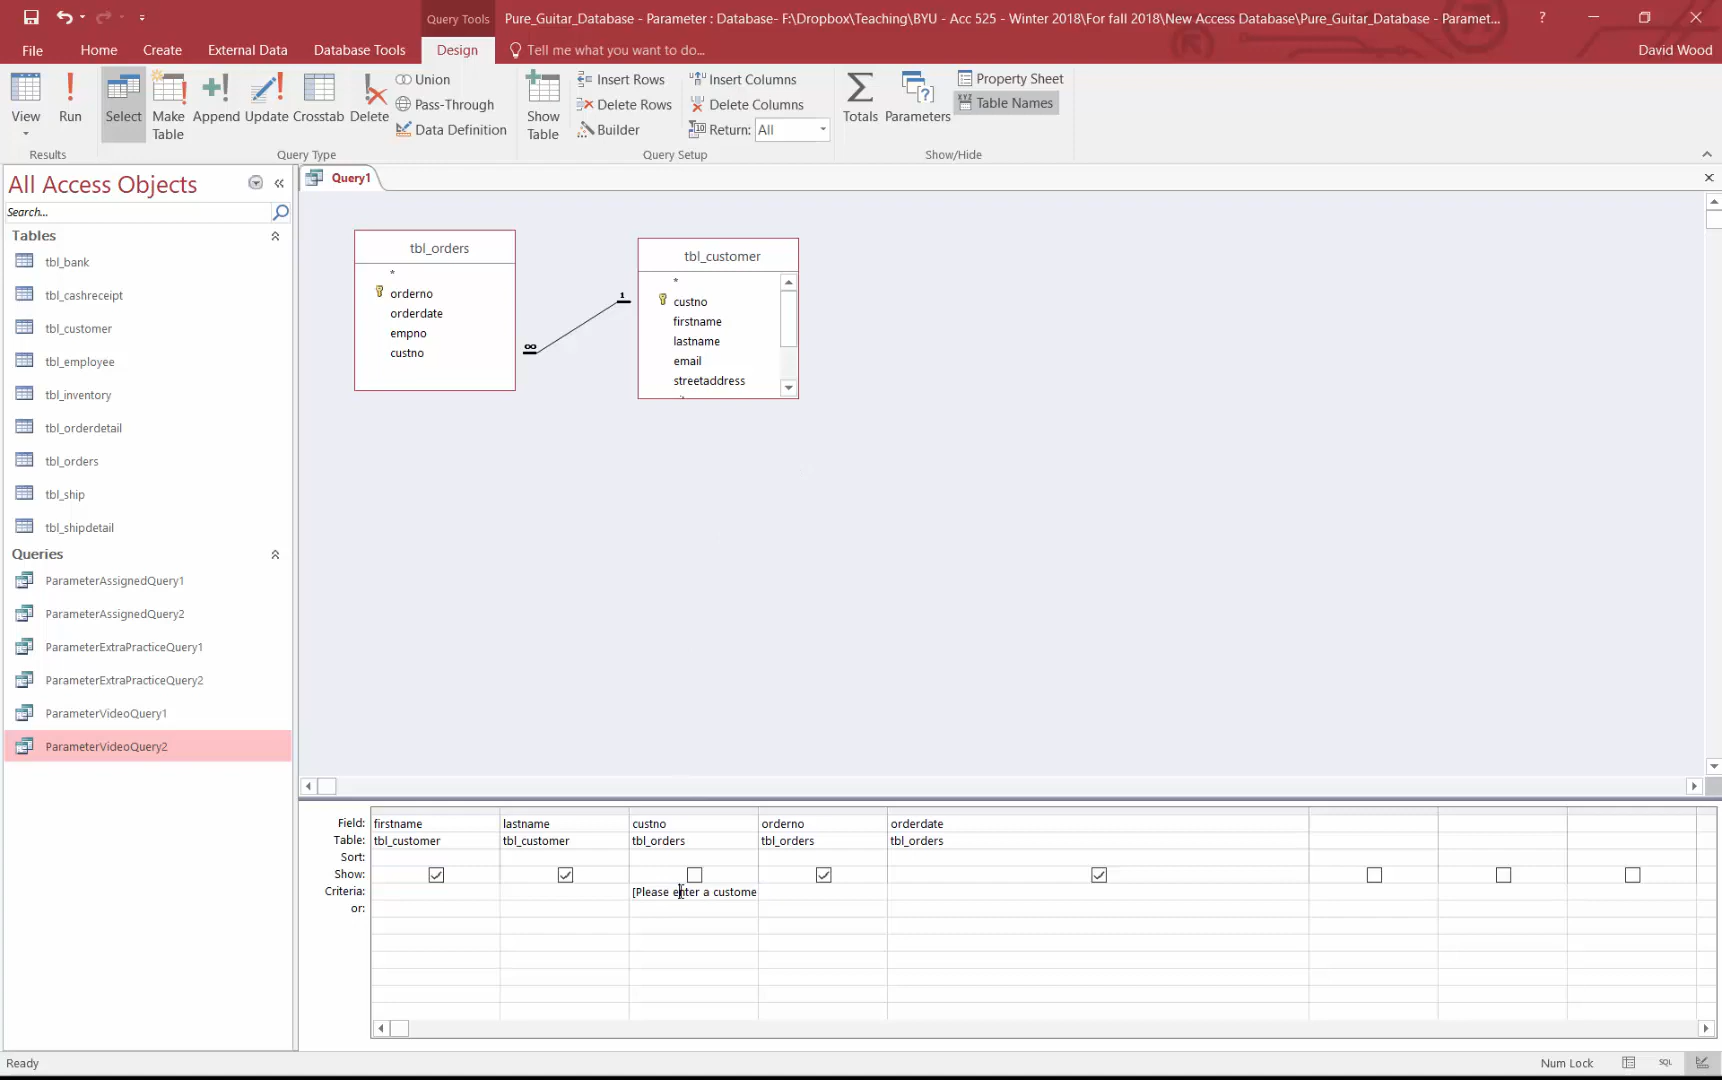 Query Tools
Pure_Guitar_Database - Parameter : Database- F:\Dropbox\Teaching\BYU - Acc 525 - Winter 2018\For fall 2018\New Access Database\Pure_Guitar_Database - Paramet...
?
File
Home
Create
External Data
Database Tools
Design
Tell me what you want to do...
David Wood
View
Run
Select
Make Table
Append
Update
Crosstab
Delete
Union
Pass-Through
Data Definition
Show Table
Insert Rows
Delete Rows
Builder
Insert Columns
Delete Columns
Return: All
Totals
Parameters
Property Sheet
Table Names
Results
Query Type
Query Setup
Show/Hide
All Access Objects
Search...
Tables
tbl_bank
tbl_cashreceipt
tbl_customer
tbl_employee
tbl_inventory
tbl_orderdetail
tbl_orders
tbl_ship
tbl_shipdetail
Queries
ParameterAssignedQuery1
ParameterAssignedQuery2
ParameterExtraPracticeQuery1
ParameterExtraPracticeQuery2
ParameterVideoQuery1
ParameterVideoQuery2
Query1
tbl_orders
*
orderno
orderdate
empno
custno
∞
1
tbl_customer
*
custno
firstname
lastname
email
streetaddress
Field: firstname lastname custno orderno orderdate
Table: tbl_customer tbl_customer tbl_orders tbl_orders tbl_orders
Sort:
Show:
Criteria: [Please enter a custome
or:
Ready
Num Lock
SQL